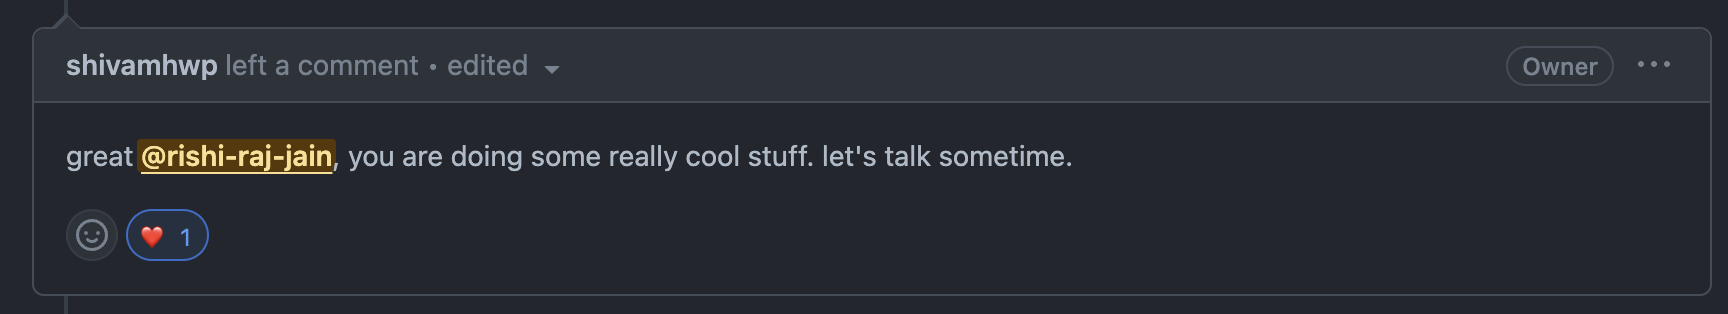 shivamhwp left a comment • edited Owner
great @rishi-raj-jain, you are doing some really cool stuff. let's talk sometime.
1